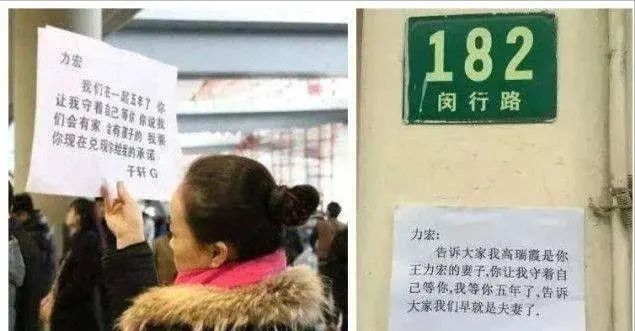 力宏
我们在一起五年了 你
让我守着自己等你 你说我
们会有家 会有孩子的 我要
你现在兑现你给我的承诺
子轩G
182
闵行路
力宏:
告诉大家我高瑞霞是你
王力宏的妻子,你让我守着自
己等你,我等你五年了.告诉
大家我们早就是夫妻了.